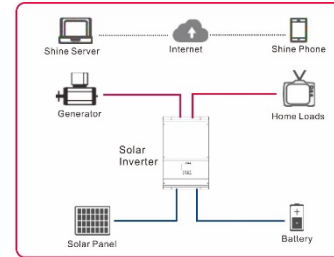 Shine Server
Internet
Shine Phone
Generator
Home Loads
Solar
Inverter
Solar Panel
Battery